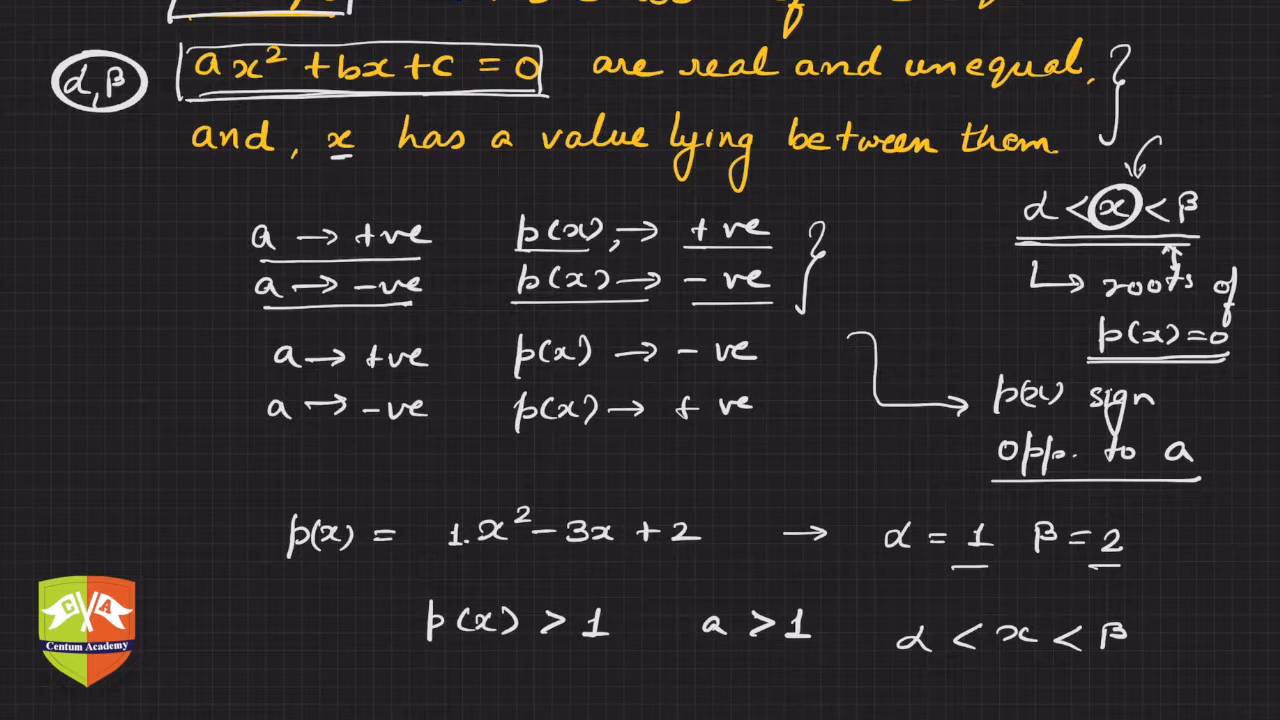 α, β ax² + bx + c = 0 are real and unequal,
and, x has a value lying between them
α < x < β
a → +ve p(x), → +ve
a → -ve p(x) → - ve
↳ roots of
p(x) = 0
a → +ve p(x) → - ve
a → -ve p(x) → + ve
p(x) sign
opp. to a
p(x) = 1.x² - 3x + 2 → α = 1 β = 2
p(x) > 1 a > 1 α < x < β
C A
Centum Academy